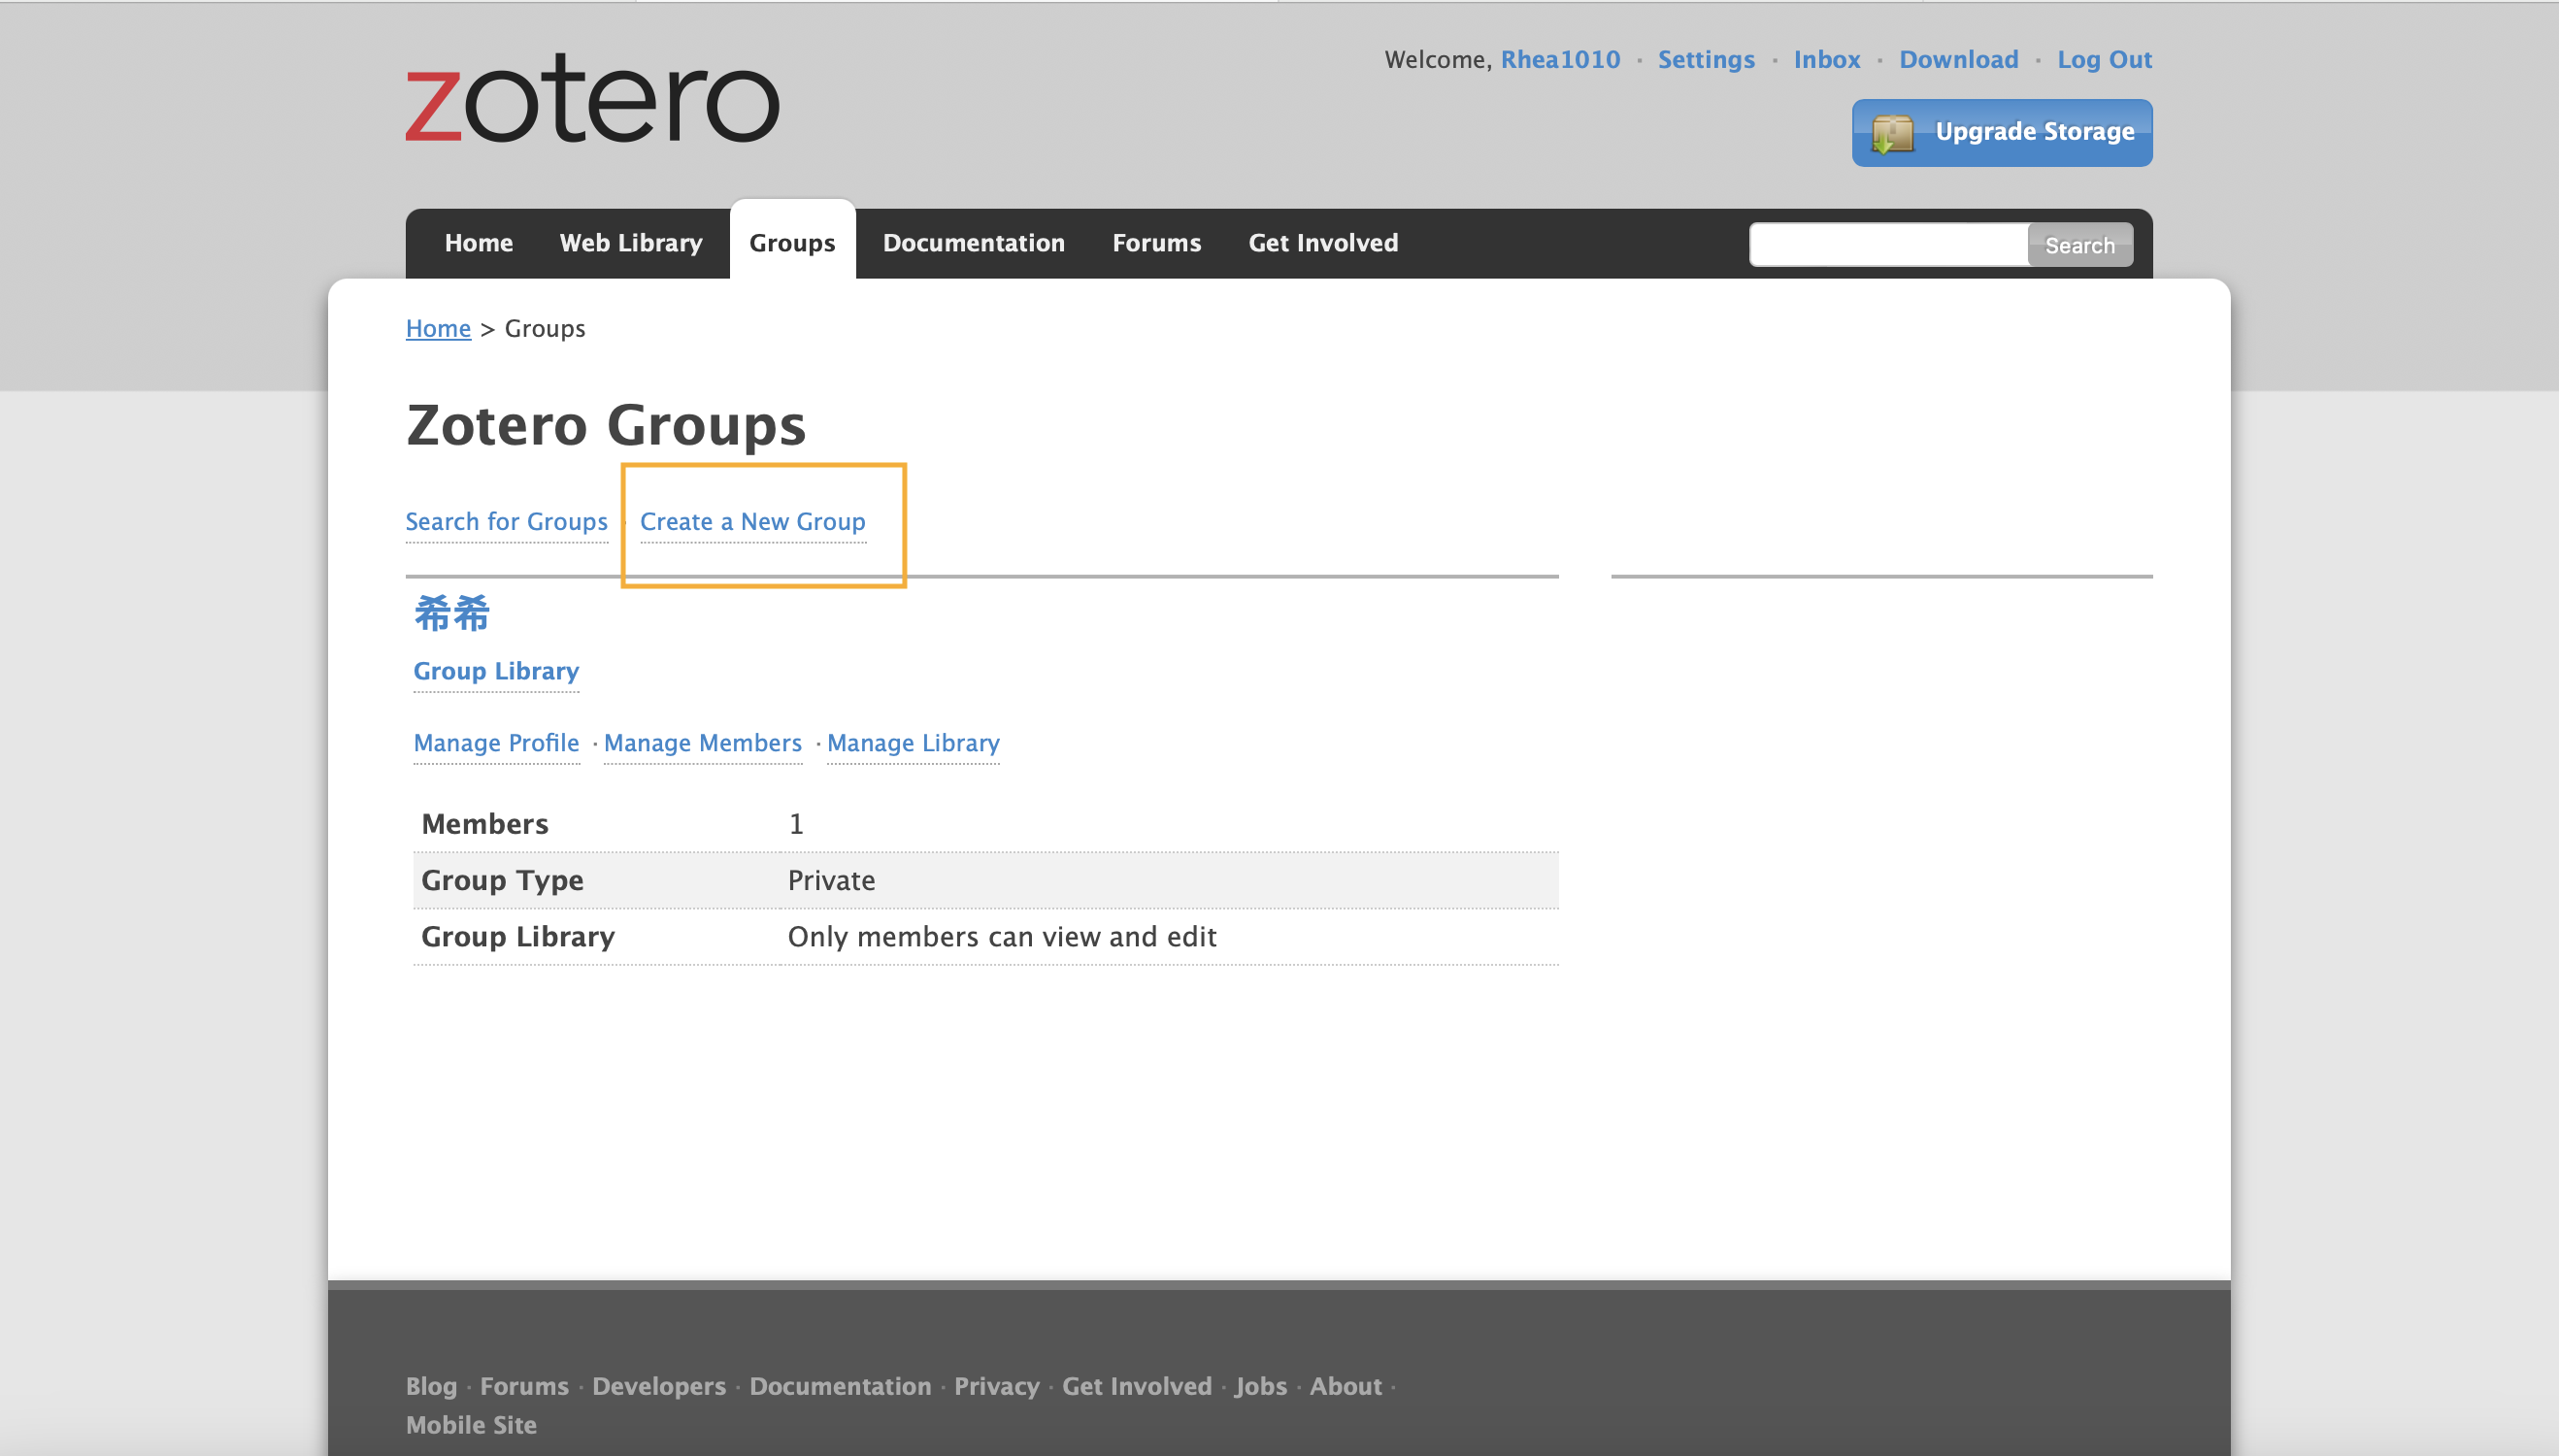 zotero
Welcome, Rhea1010 · Settings · Inbox · Download · Log Out
Upgrade Storage
Home Web Library Groups Documentation Forums Get Involved Search
Home > Groups
Zotero Groups
Search for Groups · Create a New Group
希希
Group Library
Manage Profile · Manage Members · Manage Library
Members 1
Group Type Private
Group Library Only members can view and edit
Blog · Forums · Developers · Documentation · Privacy · Get Involved · Jobs · About ·
Mobile Site